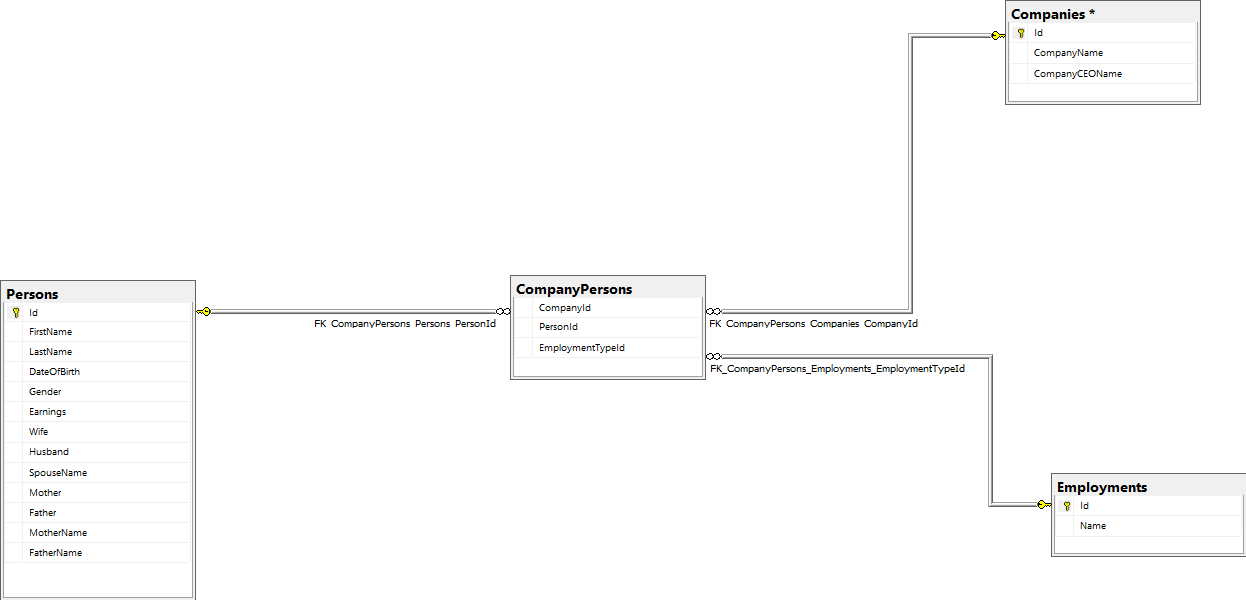 Companies *
Id
CompanyName
CompanyCEOName
Persons
Id
FirstName
LastName
DateOfBirth
Gender
Earnings
Wife
Husband
SpouseName
Mother
Father
MotherName
FatherName
FK_CompanyPersons_Persons_PersonId
CompanyPersons
CompanyId
PersonId
EmploymentTypeId
FK_CompanyPersons_Companies_CompanyId
FK_CompanyPersons_Employments_EmploymentTypeId
Employments
Id
Name